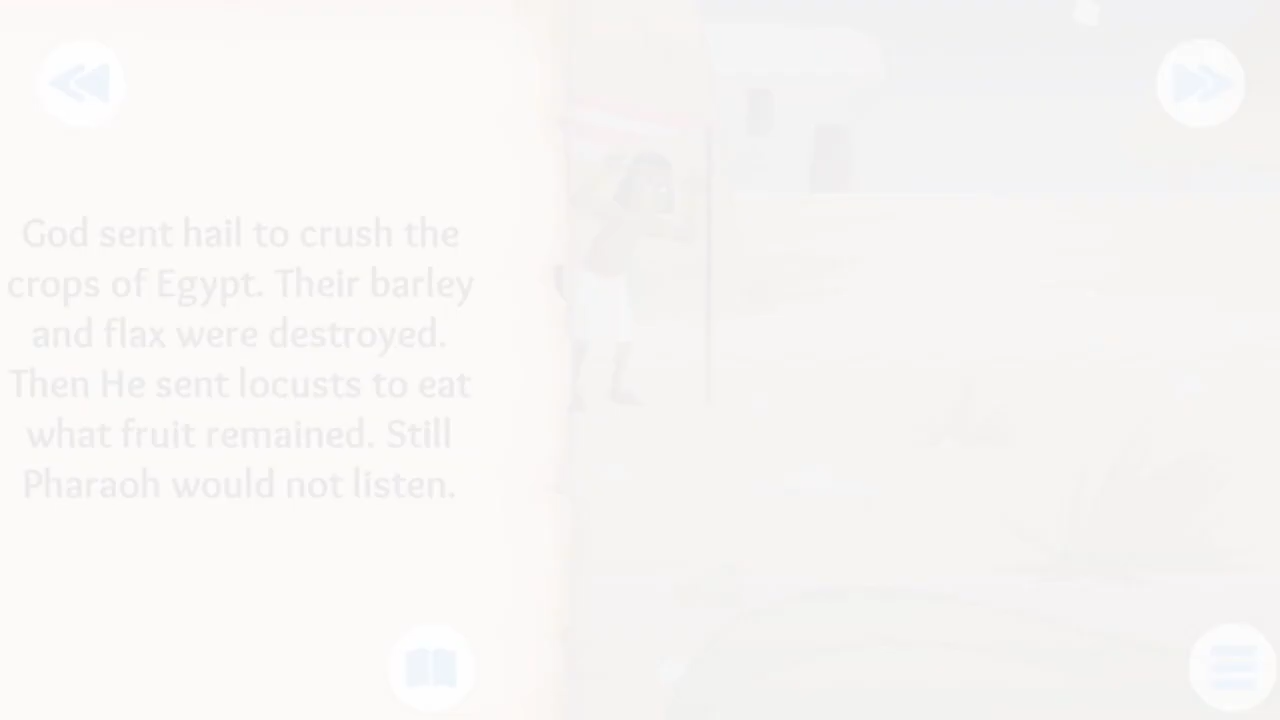 God sent hail to crush the
crops of Egypt. Their barley
and flax were destroyed.
Then He sent locusts to eat
what fruit remained. Still
Pharaoh would not listen.